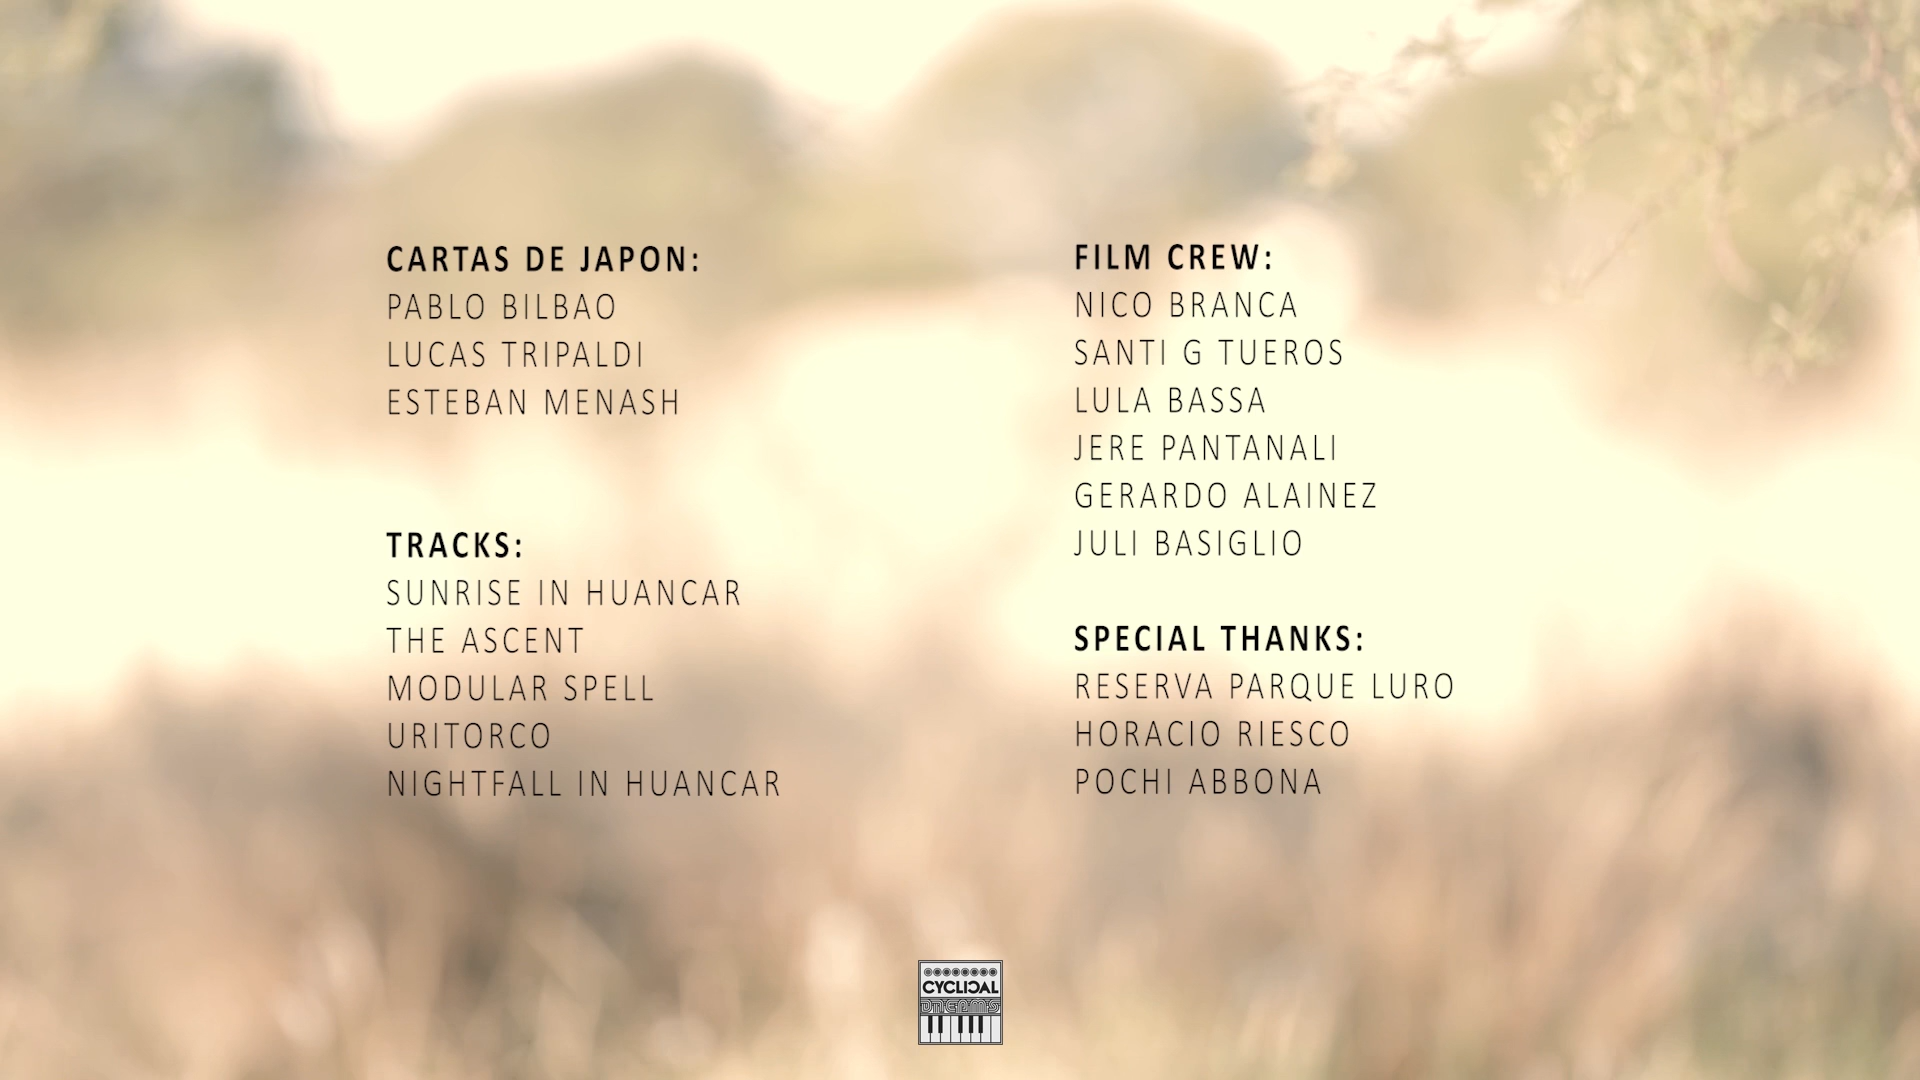 CARTAS DE JAPON:
PABLO BILBAO
LUCAS TRIPALDI
ESTEBAN MENASH
TRACKS:
SUNRISE IN HUANCAR
THE ASCENT
MODULAR SPELL
URITORCO
NIGHTFALL IN HUANCAR
FILM CREW:
NICO BRANCA
SANTI G TUEROS
LULA BASSA
JERE PANTANALI
GERARDO ALAINEZ
JULI BASIGLIO
SPECIAL THANKS:
RESERVA PARQUE LURO
HORACIO RIESCO
POCHI ABBONA
CYCLICAL
DREAMS